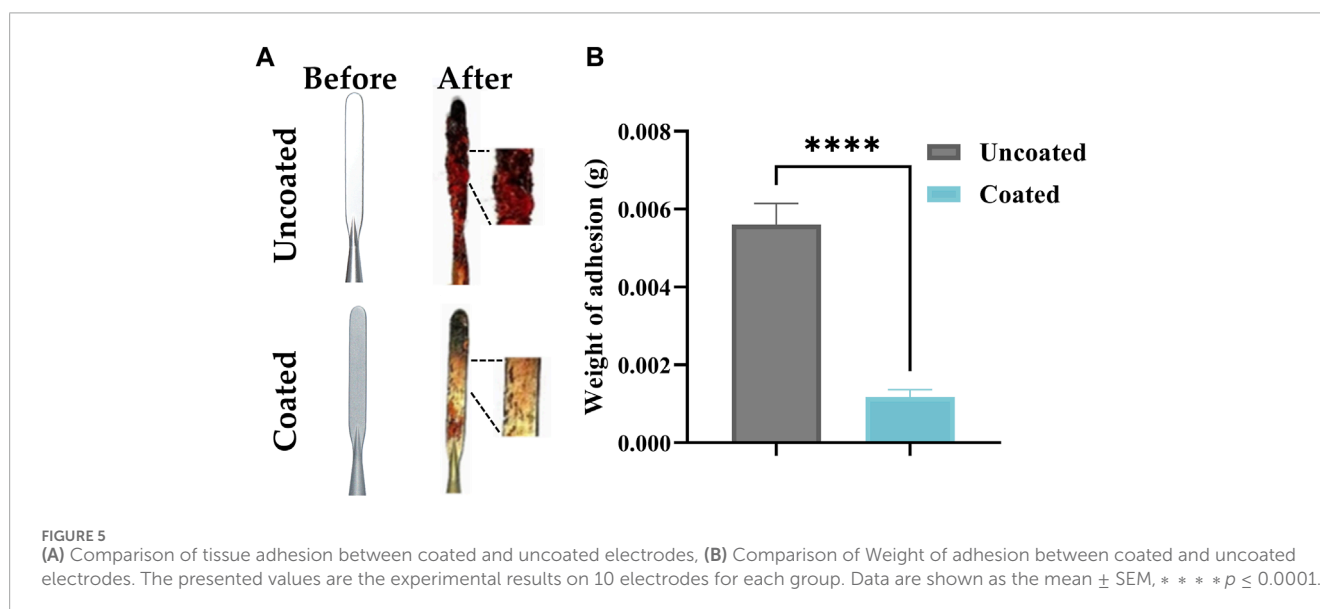 A
Before After
Uncoated
Coated
B
0.008
0.006
0.004
0.002
0.000
Weight of adhesion (g)
****
Uncoated
Coated
FIGURE 5
(A) Comparison of tissue adhesion between coated and uncoated electrodes, (B) Comparison of Weight of adhesion between coated and uncoated
electrodes. The presented values are the experimental results on 10 electrodes for each group. Data are shown as the mean ± SEM, ∗ ∗ ∗ ∗p ≤ 0.0001.